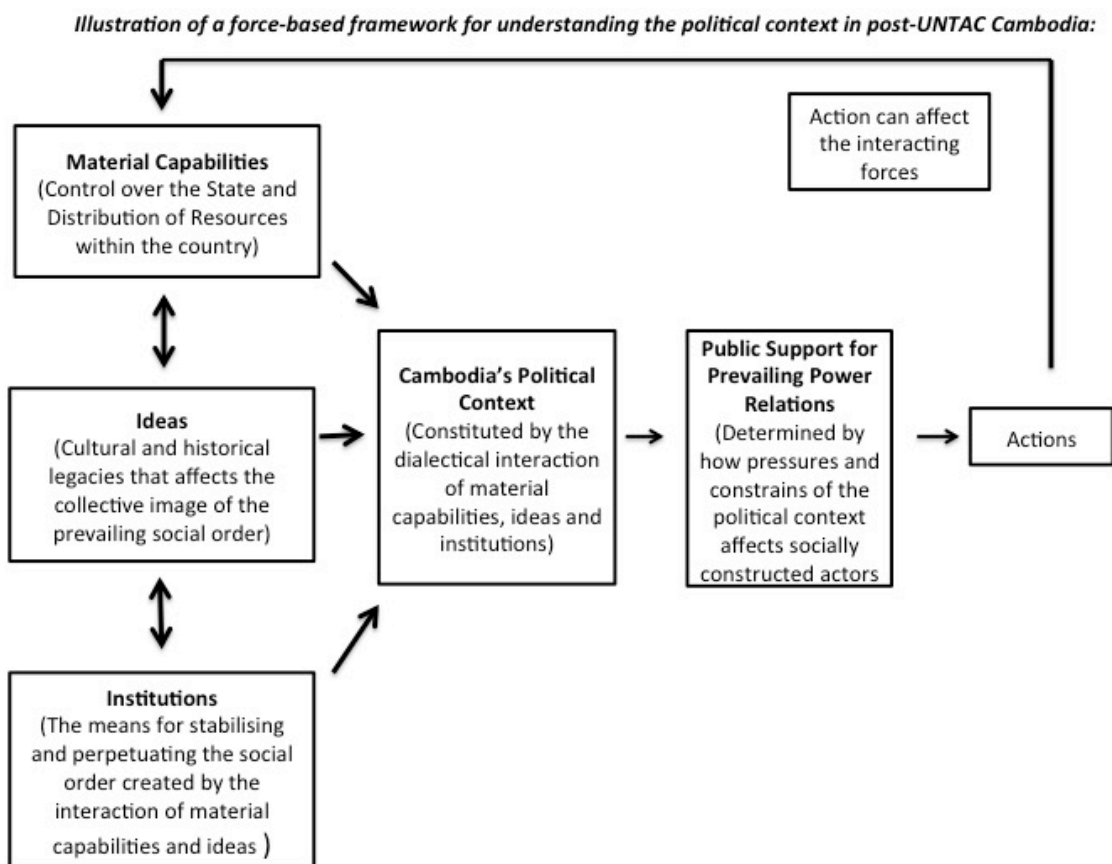 Illustration of a force-based framework for understanding the political context in post-UNTAC Cambodia:
Action can affect
the interacting
forces
Material Capabilities
(Control over the State and
Distribution of Resources
within the country)
Ideas
(Cultural and historical
legacies that affects the
collective image of the
prevailing social order)
Institutions
(The means for stabilising
and perpetuating the social
order created by the
interaction of material
capabilities and ideas )
Cambodia's Political
Context
(Constituted by the
dialectical interaction
of material
capabilities, ideas and
institutions)
Public Support for
Prevailing Power
Relations
(Determined by
how pressures and
constrains of the
political context
affects socially
constructed actors
Actions